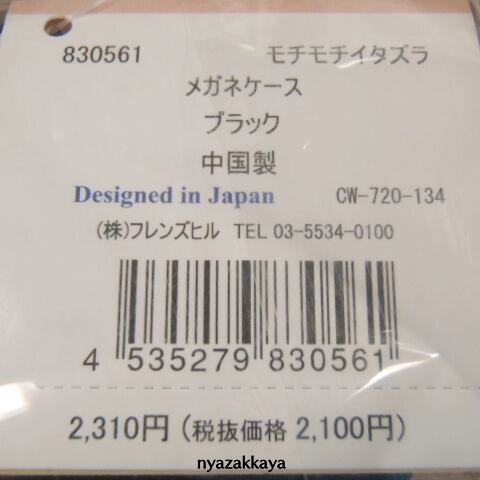 830561 モチモチイタズラ
メガネケース
ブラック
中国製
Designed in Japan CW-720-134
(株)フレンズヒル TEL 03-5534-0100
4 535279 830561
2,310円 (税抜価格 2,100円)
nyazakkaya